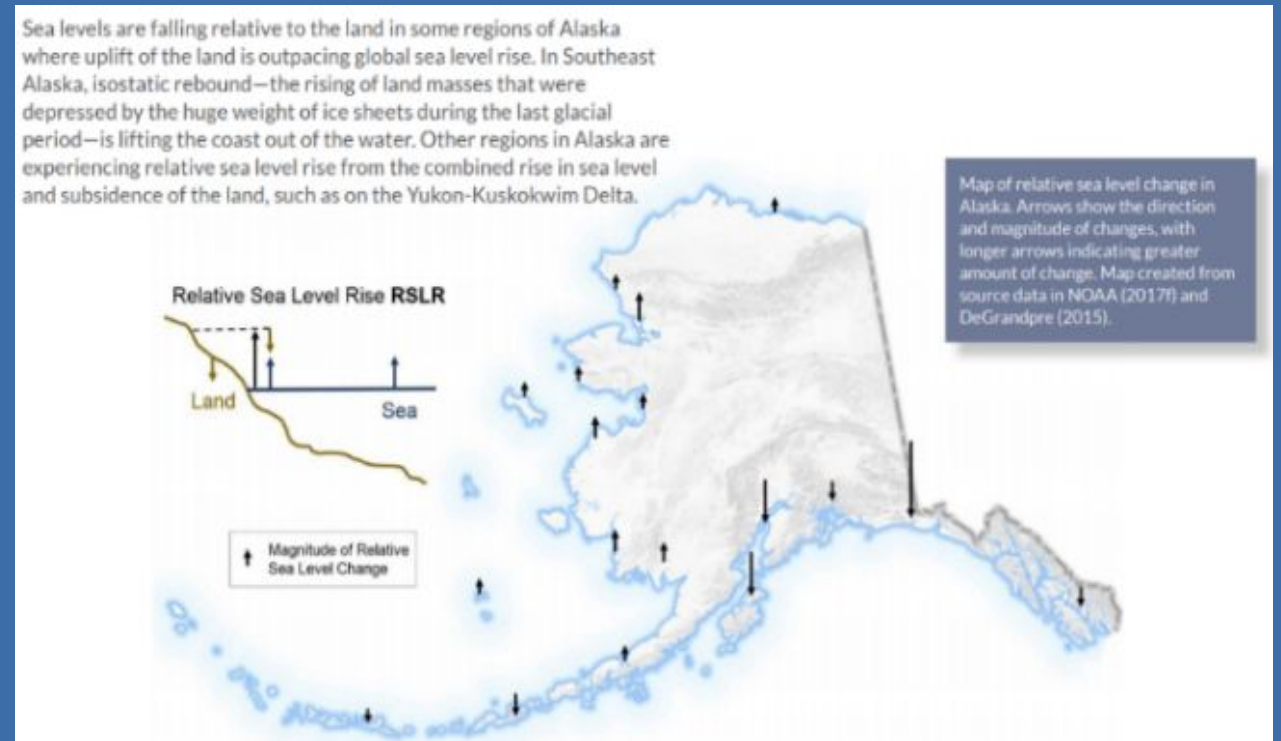 Sea levels are falling relative to the land in some regions of Alaska
where uplift of the land is outpacing global sea level rise. In Southeast
Alaska, isostatic rebound—the rising of land masses that were
depressed by the huge weight of ice sheets during the last glacial
period—is lifting the coast out of the water. Other regions in Alaska are
experiencing relative sea level rise from the combined rise in sea level
and subsidence of the land, such as on the Yukon-Kuskokwim Delta.
Map of relative sea level change in
Alaska. Arrows show the direction
and magnitude of changes, with
longer arrows indicating greater
amount of change. Map created from
source data in NOAA (2017f) and
DeGrandpre (2015).
Relative Sea Level Rise RSLR
Land
Sea
Magnitude of Relative
Sea Level Change